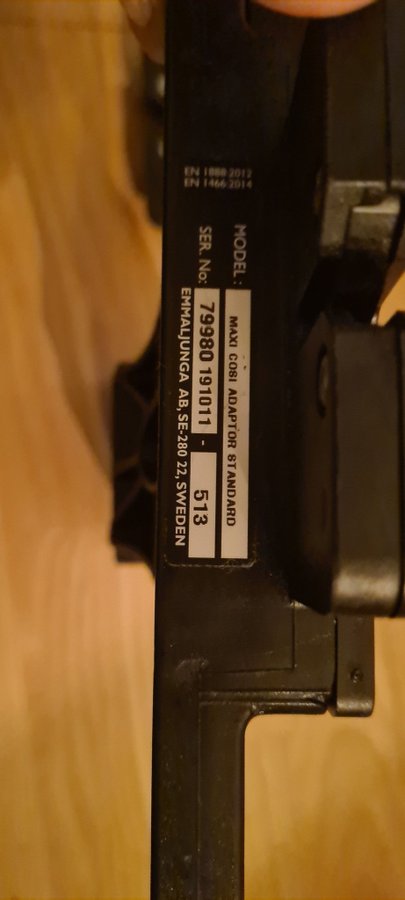 EN 1888:2012
EN 1466:2014
MODEL: MAXI COSI ADAPTOR STANDARD
SER. No: 79980 191011 - 513
EMMALJUNGA AB, SE-280 22, SWEDEN